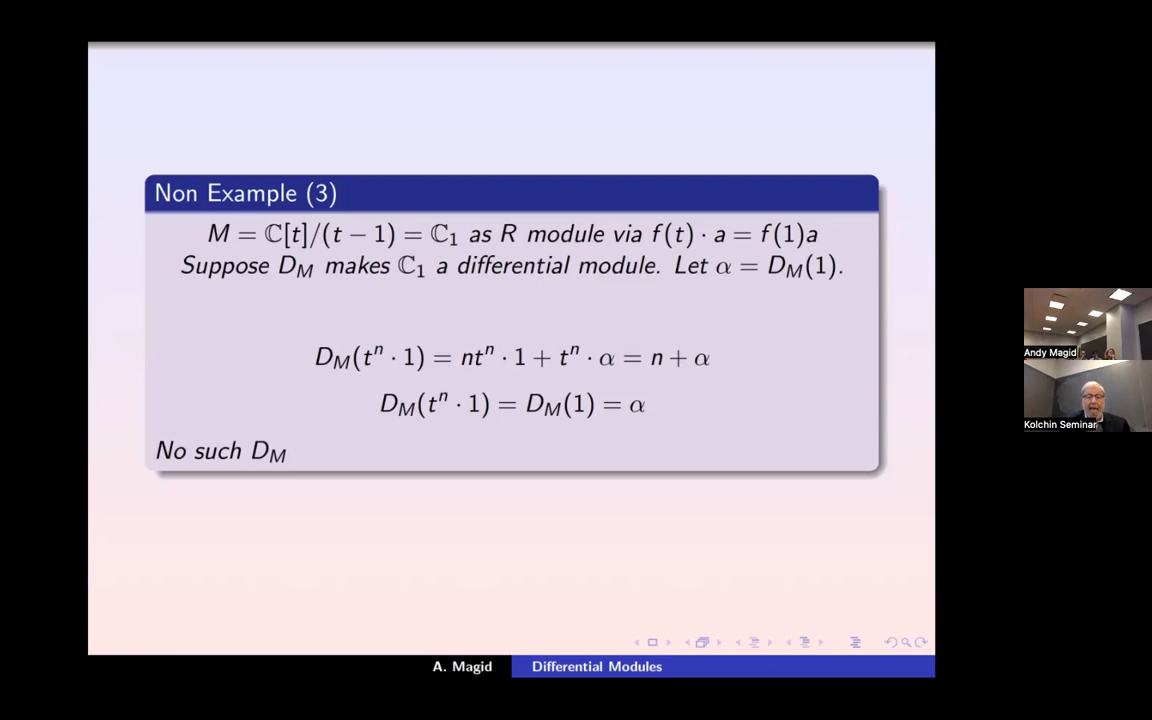 Non Example (3)
M = ℂ[t]/(t − 1) = ℂ₁ as R module via f(t) · a = f(1)a
Suppose D_M makes ℂ₁ a differential module. Let α = D_M(1).
D_M(tⁿ · 1) = ntⁿ · 1 + tⁿ · α = n + α
D_M(tⁿ · 1) = D_M(1) = α
No such D_M
A. Magid
Differential Modules
Andy Magid
Kolchin Seminar